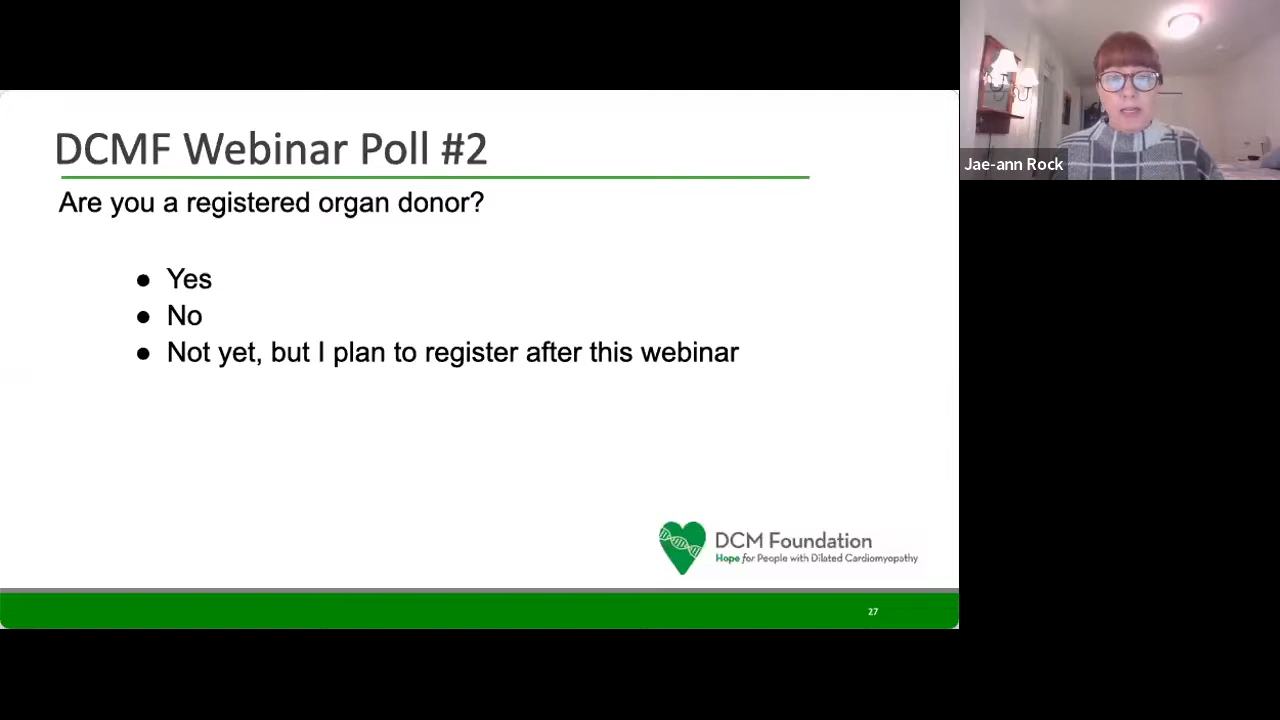 DCMF Webinar Poll #2
Are you a registered organ donor?
● Yes
● No
● Not yet, but I plan to register after this webinar
DCM Foundation
Hope for People with Dilated Cardiomyopathy
27
Jae-ann Rock